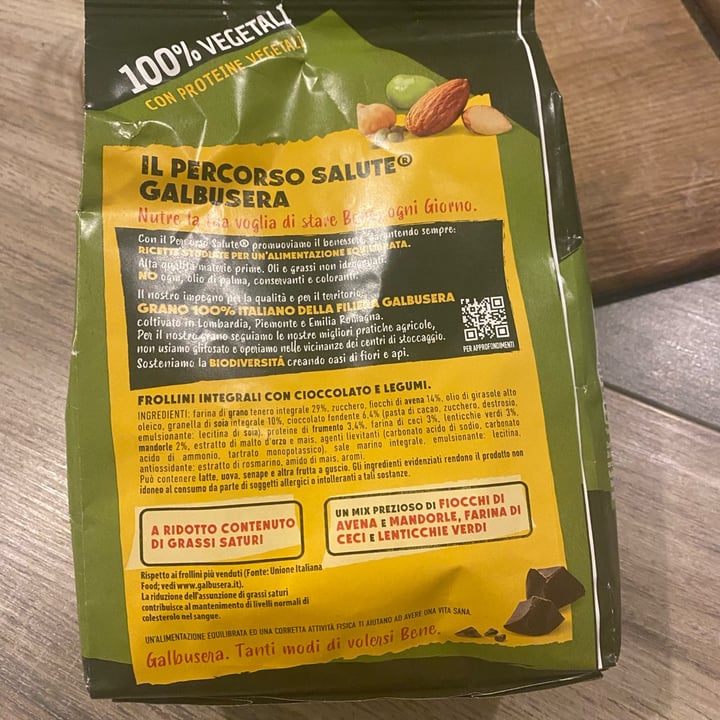 100% VEGETALI
CON PROTEINE VEGETALI
IL PERCORSO SALUTE®
GALBUSERA
Nutre la tua voglia di stare Bene, ogni Giorno.
Con il Percorso Salute® promuoviamo il benessere, garantendo sempre:
RICETTE STUDIATE PER UN'ALIMENTAZIONE EQUILIBRATA.
Alta qualità materie prime. Oli e grassi non idrogenati.
NO ogm, olio di palma, conservanti e coloranti.
Il nostro impegno per la qualità e per il territorio:
GRANO 100% ITALIANO DELLA FILIERA GALBUSERA
coltivato in Lombardia, Piemonte e Emilia Romagna.
Per il nostro grano seguiamo le nostre migliori pratiche agricole,
non usiamo glifosato e operiamo nelle vicinanze dei centri di stoccaggio.
Sosteniamo la BIODIVERSITÀ creando oasi di fiori e api.
PER APPROFONDIMENTI
FROLLINI INTEGRALI CON CIOCCOLATO E LEGUMI.
INGREDIENTI: farina di grano tenero integrale 29%, zucchero, fiocchi di avena 14%, olio di girasole alto
oleico, granella di soia integrale 10%, cioccolato fondente 6,4% (pasta di cacao, zucchero, destrosio,
emulsionante: lecitina di soia), proteine di frumento 3,4%, farina di ceci 3%, lenticchie verdi 3%,
mandorle 2%, estratto di malto d'orzo e mais, agenti lievitanti (carbonato acido di sodio, carbonato
acido di ammonio, tartrato monopotassico), sale marino integrale, emulsionante: lecitina,
antiossidante: estratto di rosmarino, amido di mais, aromi.
Può contenere latte, uova, senape e altra frutta a guscio. Gli ingredienti evidenziati rendono il prodotto non
idoneo al consumo da parte di soggetti allergici o intolleranti a tali sostanze.
A RIDOTTO CONTENUTO
DI GRASSI SATURI
UN MIX PREZIOSO DI FIOCCHI DI
AVENA E MANDORLE, FARINA DI
CECI E LENTICCHIE VERDI
Rispetto ai frollini più venduti (Fonte: Unione Italiana
Food; vedi www.galbusera.it).
La riduzione dell'assunzione di grassi saturi
contribuisce al mantenimento di livelli normali di
colesterolo nel sangue.
UN'ALIMENTAZIONE EQUILIBRATA ED UNA CORRETTA ATTIVITÀ FISICA TI AIUTANO AD AVERE UNA VITA SANA.
Galbusera. Tanti modi di volersi Bene.